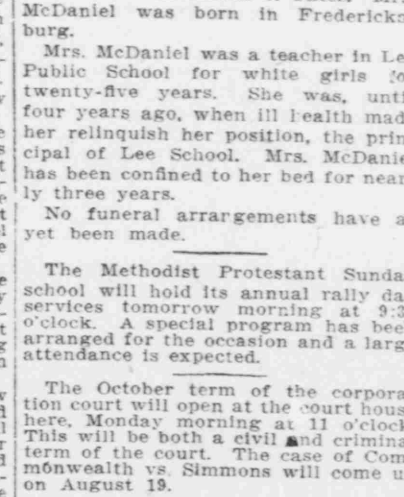 McDaniel was born in Fredericks
burg.
Mrs. McDaniel was a teacher in Le
Public School for white girls fo
twenty-five years. She was, unti
four years ago, when ill health mad
her relinquish her position, the prin
cipal of Lee School. Mrs. McDanie
has been confined to her bed for near
ly three years.
No funeral arrangements have a
yet been made.
The Methodist Protestant Sunda
school will hold its annual rally da
services tomorrow morning at 9:3
o'clock. A special program has bee
arranged for the occasion and a larg
attendance is expected.
The October term of the corpora
tion court will open at the court hous
here, Monday morning at 11 o'clock
This will be both a civil and crimina
term of the court. The case of Com
monwealth vs. Simmons will come u
on August 19.